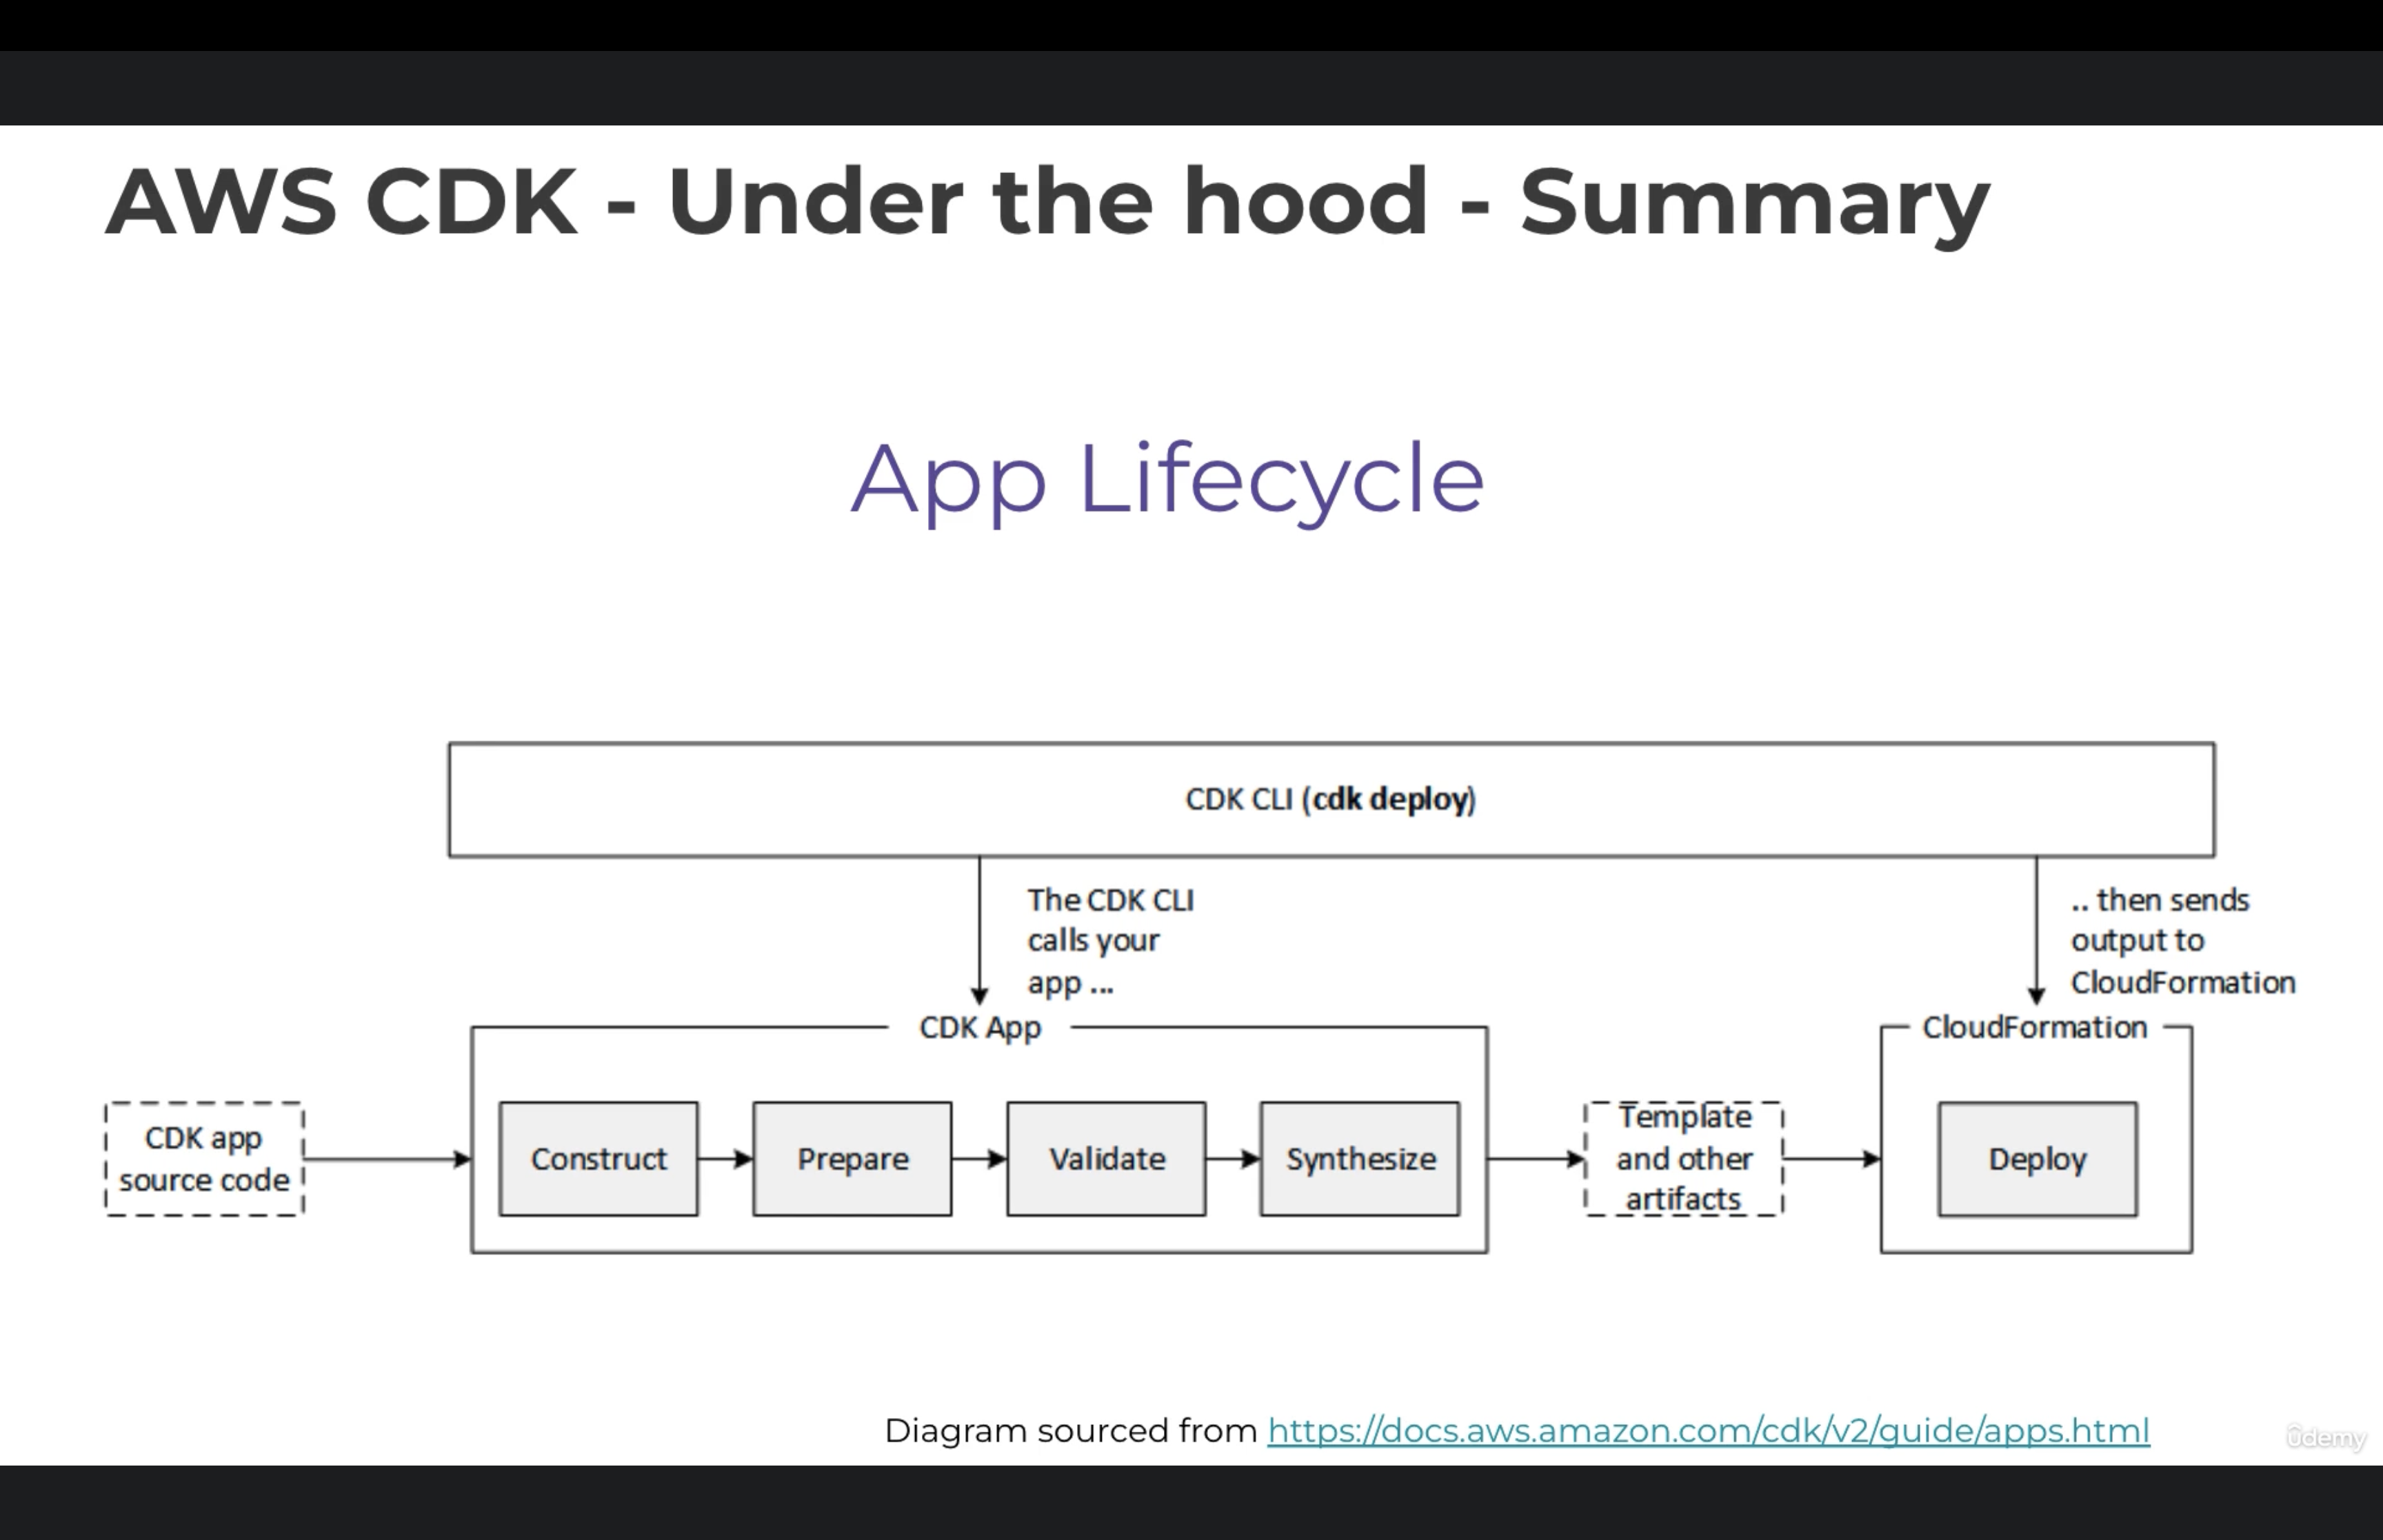 AWS CDK - Under the hood - Summary
App Lifecycle
CDK CLI (cdk deploy)
The CDK CLI
calls your
app ...
.. then sends
output to
CloudFormation
CDK App
CloudFormation
CDK app
source code
Construct
Prepare
Validate
Synthesize
Template
and other
artifacts
Deploy
Diagram sourced from https://docs.aws.amazon.com/cdk/v2/guide/apps.html
ûdemy